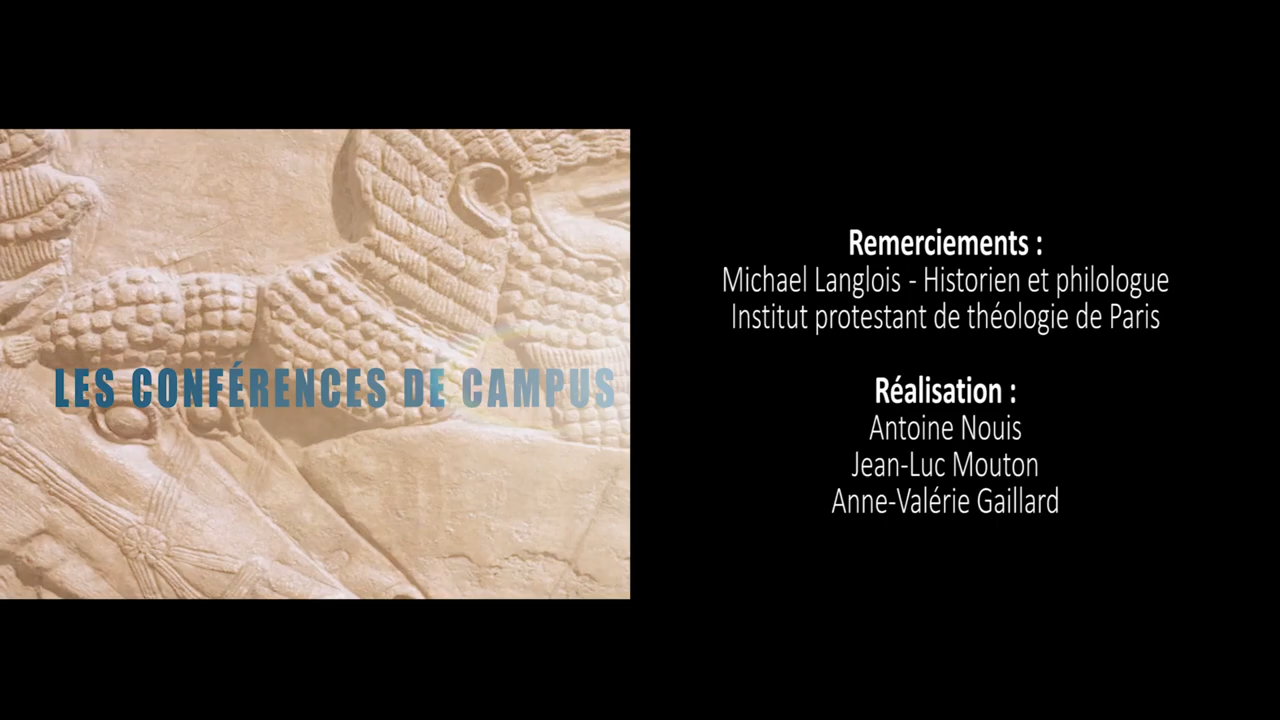 LES CONFÉRENCES DE CAMPUS
Remerciements :
Michael Langlois - Historien et philologue
Institut protestant de théologie de Paris
Réalisation :
Antoine Nouis
Jean-Luc Mouton
Anne-Valérie Gaillard